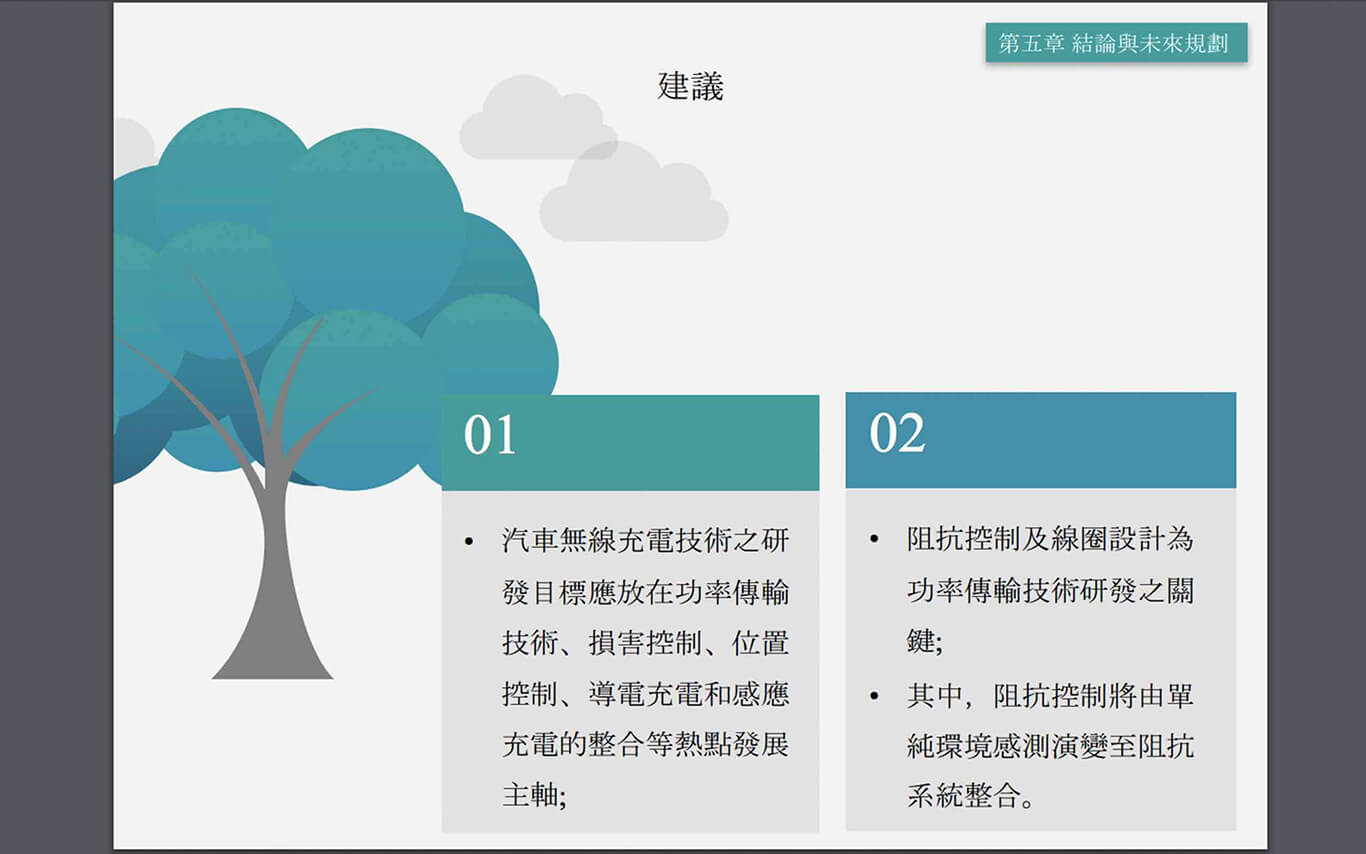 第五章 結論與未來規劃
建議
01
• 汽車無線充電技術之研
發目標應放在功率傳輸
技術、損害控制、位置
控制、導電充電和感應
充電的整合等熱點發展
主軸;
02
• 阻抗控制及線圈設計為
功率傳輸技術研發之關
鍵;
• 其中，阻抗控制將由單
純環境感測演變至阻抗
系統整合。